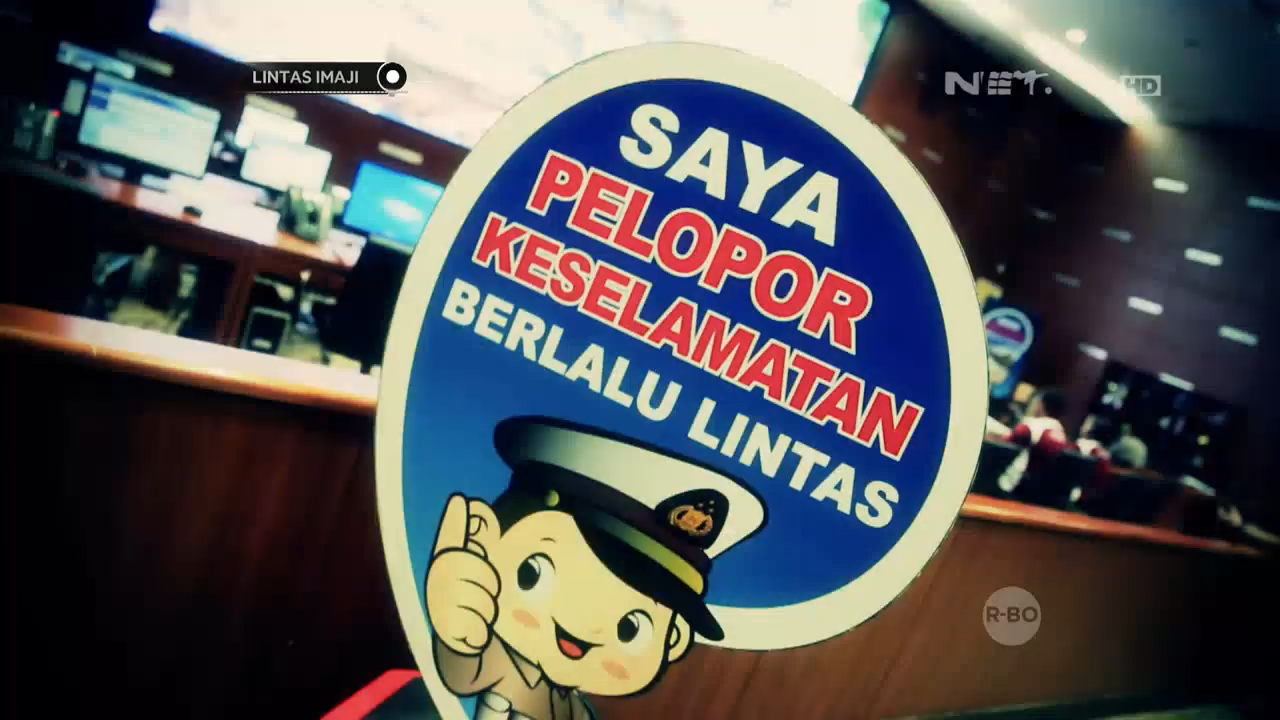 LINTAS IMAJI
NET.
HD
SAYA
PELOPOR
KESELAMATAN
BERLALU LINTAS
R-BO